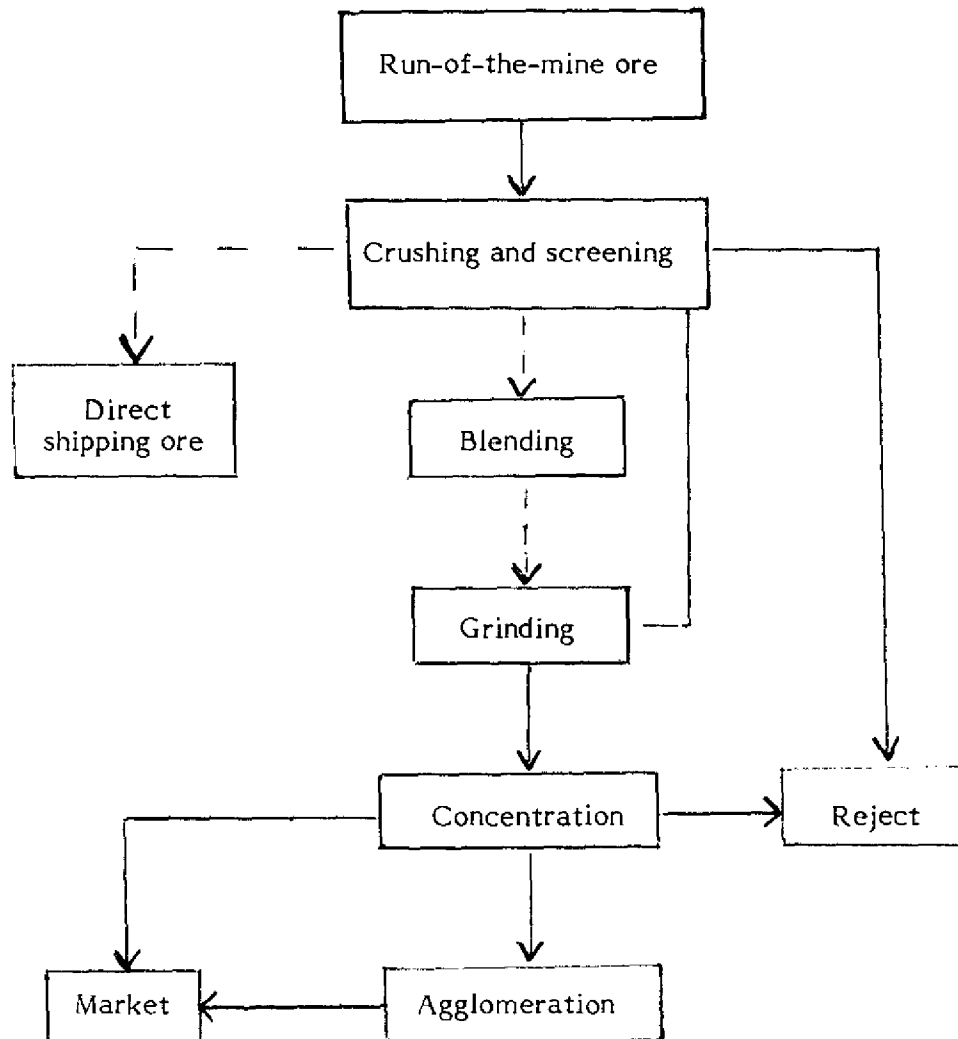 Run-of-the-mine ore
Crushing and screening
Direct
shipping ore
Blending
Grinding
Concentration
Reject
Market
Agglomeration